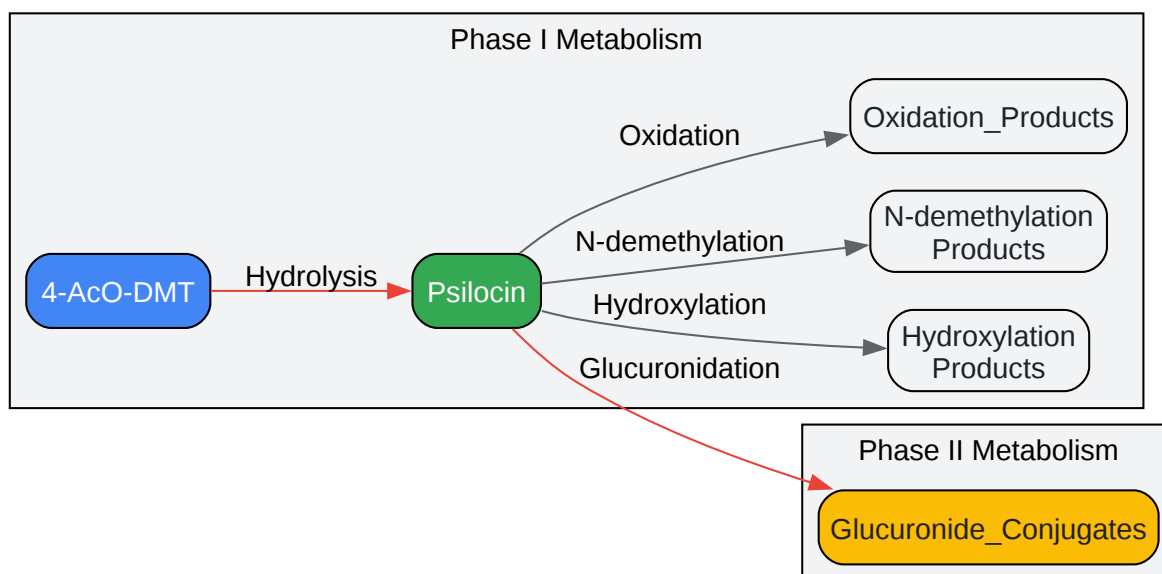 Phase I Metabolism
Oxidation_Products
Oxidation
N-demethylation
Products
N-demethylation
4-AcO-DMT
Hydrolysis
Psilocin
Hydroxylation
Hydroxylation
Products
Glucuronidation
Phase II Metabolism
Glucuronide_Conjugates